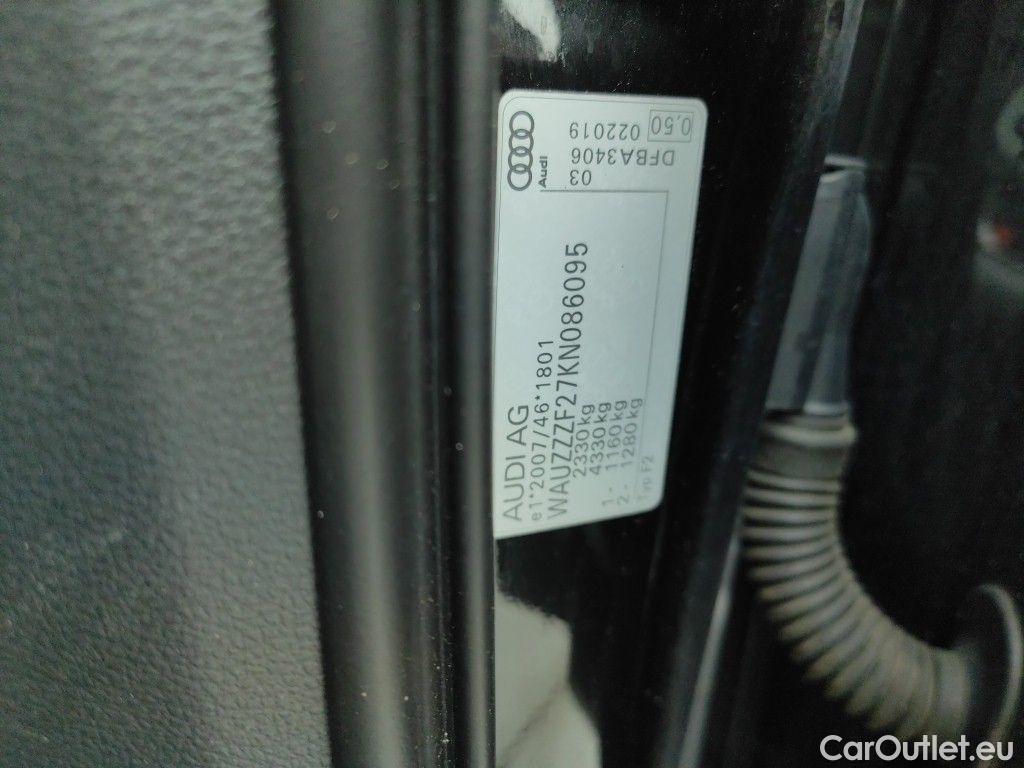 AUDI AG
e1*2007/46*1801
WAUZZZF27KN086095
2330kg
4330kg
1- 1160kg
2- 1280kg
Typ F2
Audi
03
DFBA3406
022019
0,50
CarOutlet.eu